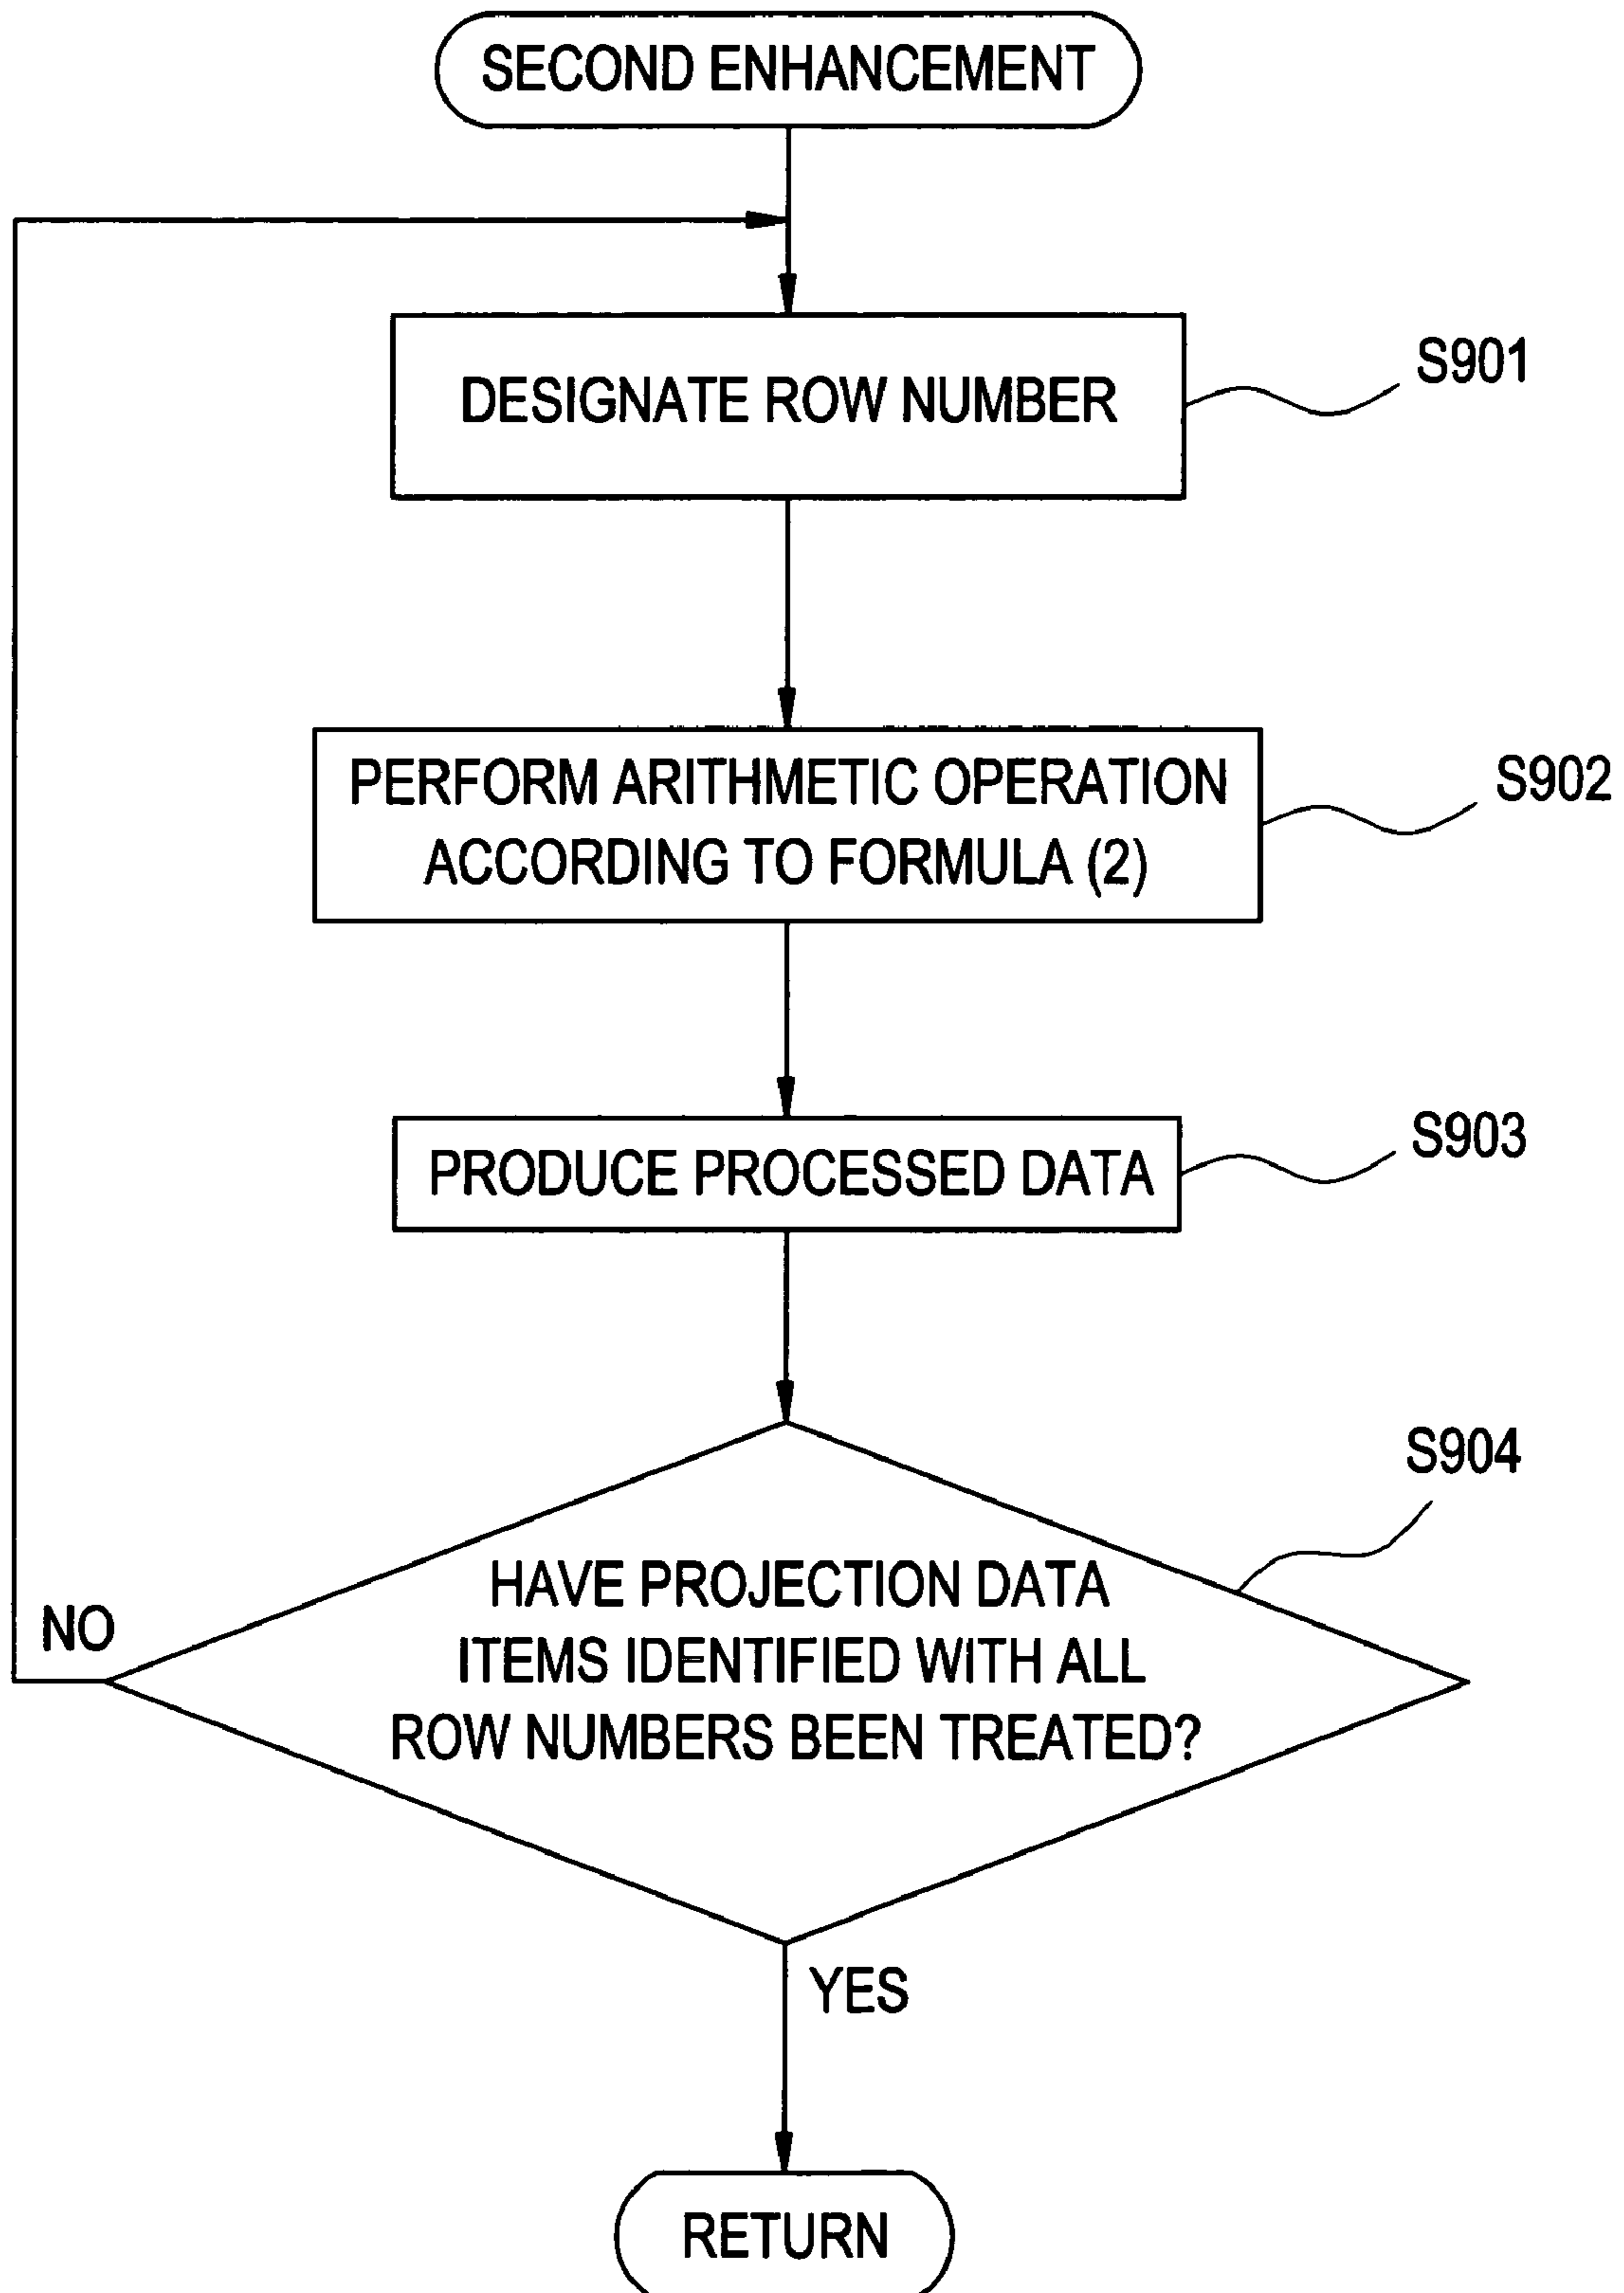 SECOND ENHANCEMENT
DESIGNATE ROW NUMBER
S901
PERFORM ARITHMETIC OPERATION
ACCORDING TO FORMULA (2)
S902
PRODUCE PROCESSED DATA
S903
S904
HAVE PROJECTION DATA
ITEMS IDENTIFIED WITH ALL
ROW NUMBERS BEEN TREATED?
NO
YES
RETURN